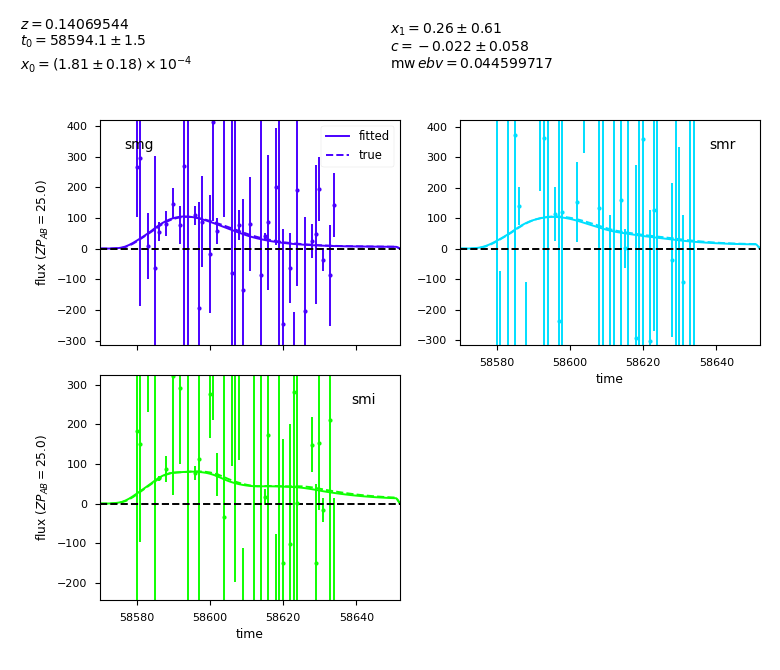 z = 0.14069544
t₀ = 58594.1 ± 1.5
x₀ = (1.81 ± 0.18) × 10⁻⁴
x₁ = 0.26 ± 0.61
c = −0.022 ± 0.058
mw ebv = 0.044599717
smg
fitted
true
400
300
200
100
0
−100
−200
−300
flux (ZP_AB = 25.0)
smr
400
300
200
100
0
−100
−200
−300
58580 58600 58620 58640
time
smi
300
200
100
0
−100
−200
flux (ZP_AB = 25.0)
58580 58600 58620 58640
time